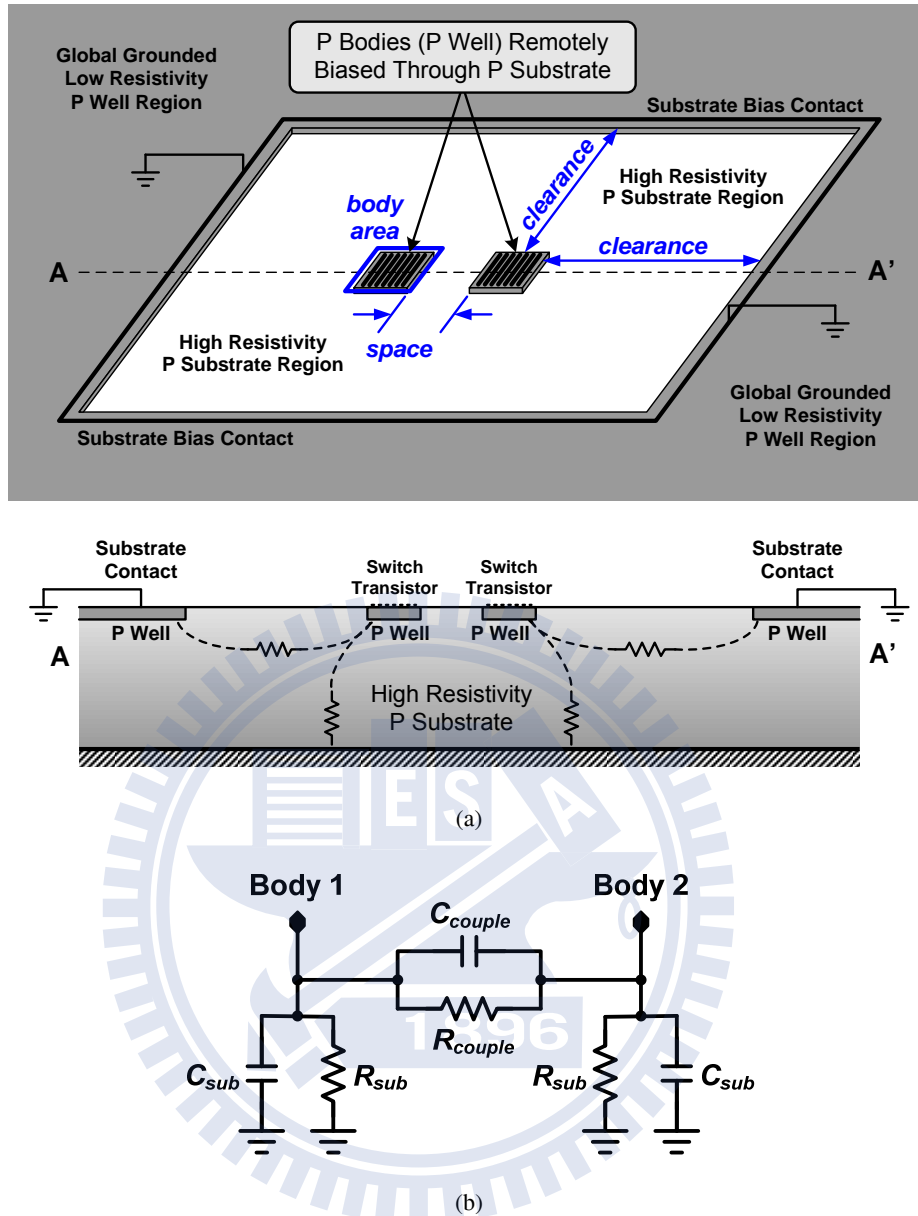 P Bodies (P Well) Remotely
Biased Through P Substrate
Global Grounded
Low Resistivity
P Well Region
Substrate Bias Contact
High Resistivity
P Substrate Region
clearance
body
area
clearance
A
A’
space
High Resistivity
P Substrate Region
Global Grounded
Low Resistivity
P Well Region
Substrate Bias Contact
Substrate
Contact
Switch
Transistor
Switch
Transistor
Substrate
Contact
P Well
P Well
P Well
P Well
A
A’
High Resistivity
P Substrate
ES
A
(a)
Body 1
Body 2
Ccouple
Rcouple
1896
Csub
Rsub
Rsub
Csub
(b)